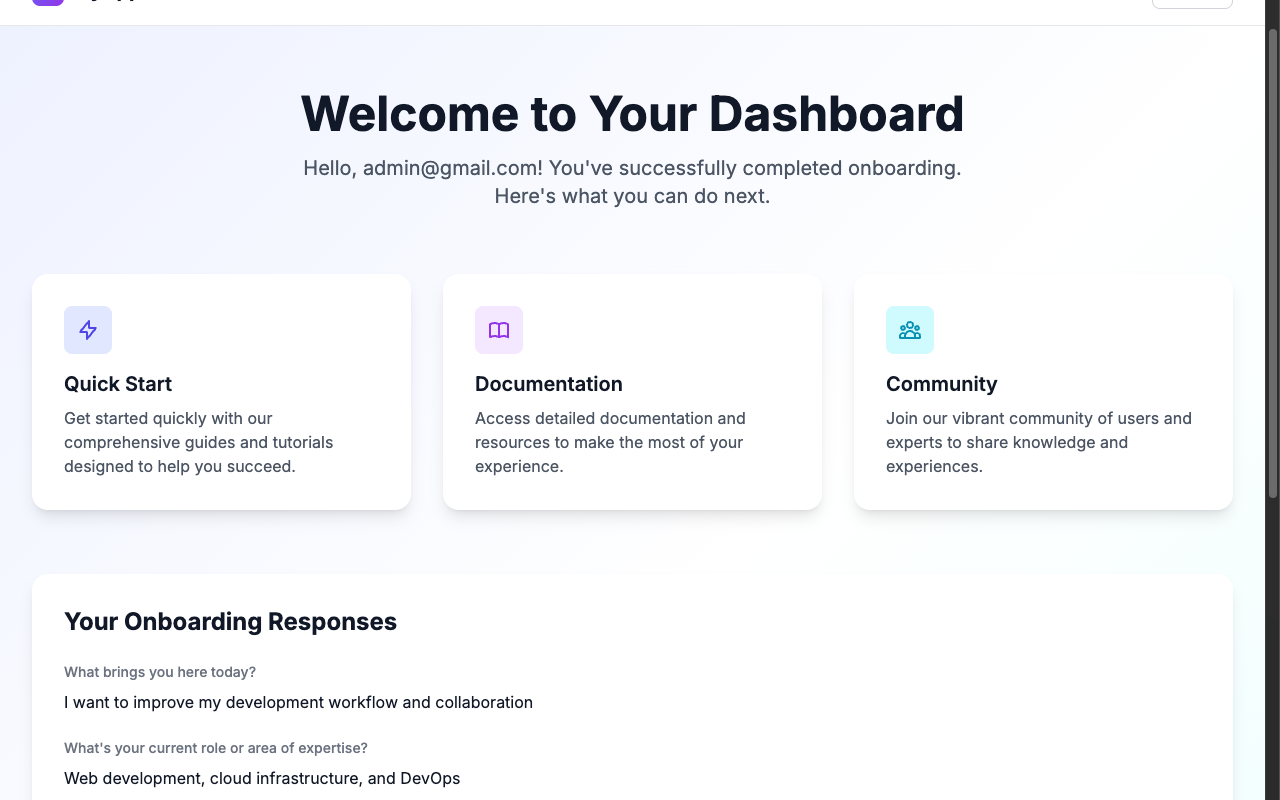 Welcome to Your Dashboard
Hello, admin@gmail.com! You've successfully completed onboarding.
Here's what you can do next.
Quick Start
Get started quickly with our
comprehensive guides and tutorials
designed to help you succeed.
Documentation
Access detailed documentation and
resources to make the most of your
experience.
Community
Join our vibrant community of users and
experts to share knowledge and
experiences.
Your Onboarding Responses
What brings you here today?
I want to improve my development workflow and collaboration
What's your current role or area of expertise?
Web development, cloud infrastructure, and DevOps